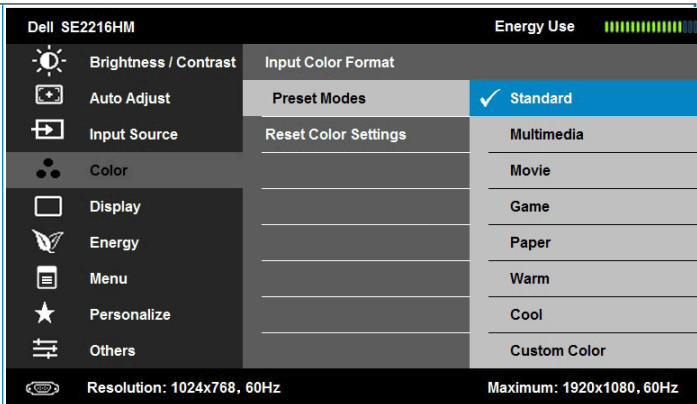 Dell SE2216HM Energy Use
Brightness / Contrast Input Color Format
Auto Adjust Preset Modes Standard
Input Source Reset Color Settings Multimedia
Color Movie
Display Game
Energy Paper
Menu Warm
Personalize Cool
Others Custom Color
Resolution: 1024x768, 60Hz Maximum: 1920x1080, 60Hz